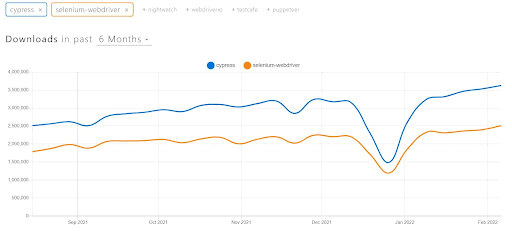 cypress × selenium-webdriver × + nightwatch + webdriverio + testcafe + puppeteer
Downloads in past 6 Months
cypress selenium-webdriver
4,000,000
3,500,000
3,000,000
2,500,000
2,000,000
1,500,000
1,000,000
500,000
0
Sep 2021 Oct 2021 Nov 2021 Dec 2021 Jan 2022 Feb 2022